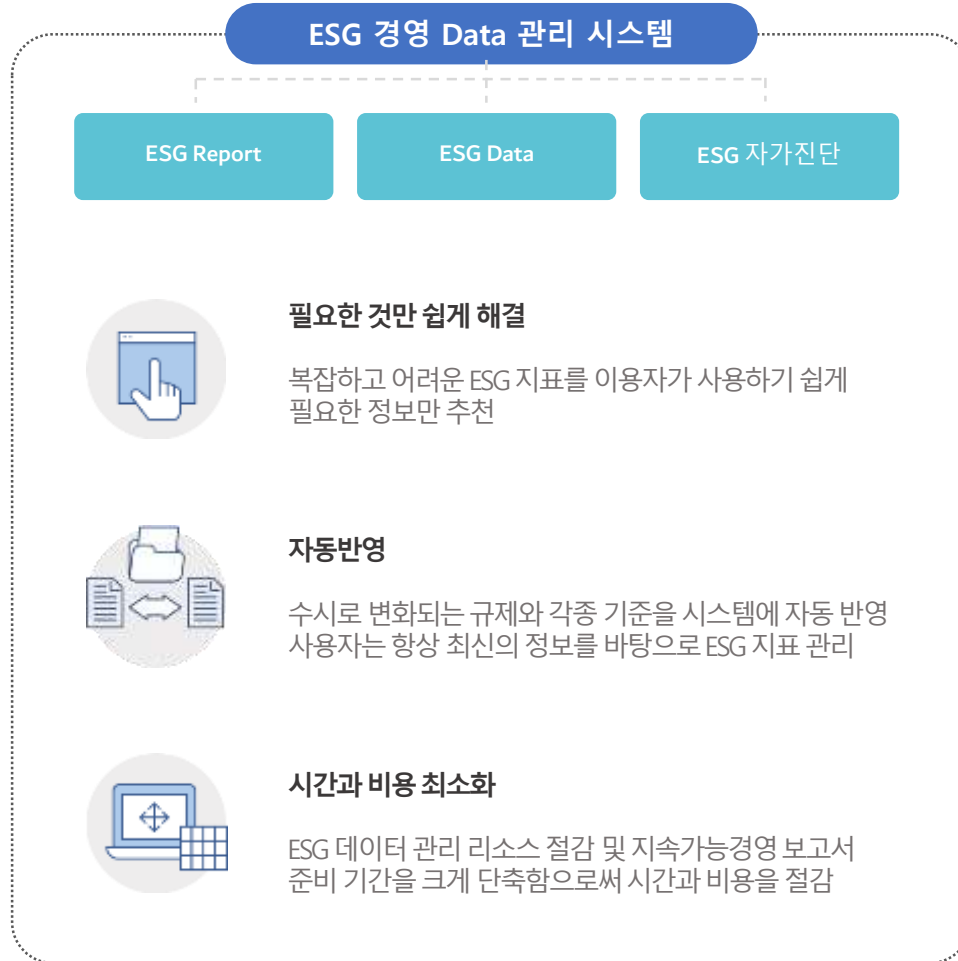 ESG 경영 Data 관리 시스템
ESG Report
ESG Data
ESG 자가진단
필요한 것만 쉽게 해결
복잡하고 어려운 ESG 지표를 이용자가 사용하기 쉽게
필요한 정보만 추천
자동반영
수시로 변화되는 규제와 각종 기준을 시스템에 자동 반영
사용자는 항상 최신의 정보를 바탕으로 ESG 지표 관리
시간과 비용 최소화
ESG 데이터 관리 리소스 절감 및 지속가능경영 보고서
준비 기간을 크게 단축함으로써 시간과 비용을 절감